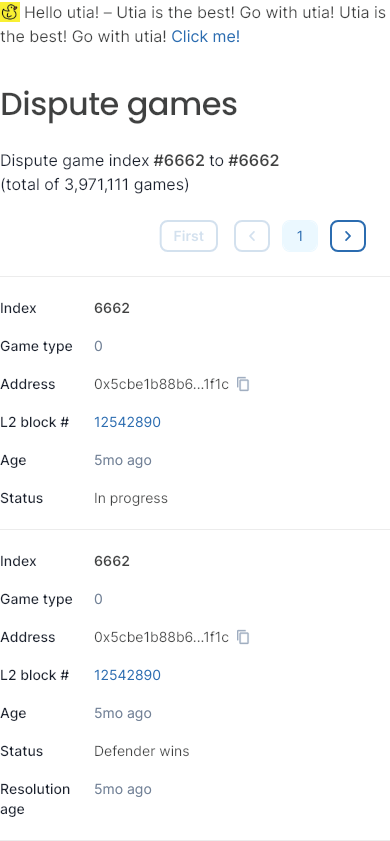 Hello utia! – Utia is the best! Go with utia! Utia is
the best! Go with utia! Click me!
Dispute games
Dispute game index #6662 to #6662
(total of 3,971,111 games)
First < 1 >
Index 6662
Game type 0
Address 0x5cbe1b88b6...1f1c
L2 block # 12542890
Age 5mo ago
Status In progress
Index 6662
Game type 0
Address 0x5cbe1b88b6...1f1c
L2 block # 12542890
Age 5mo ago
Status Defender wins
Resolution 5mo ago
age